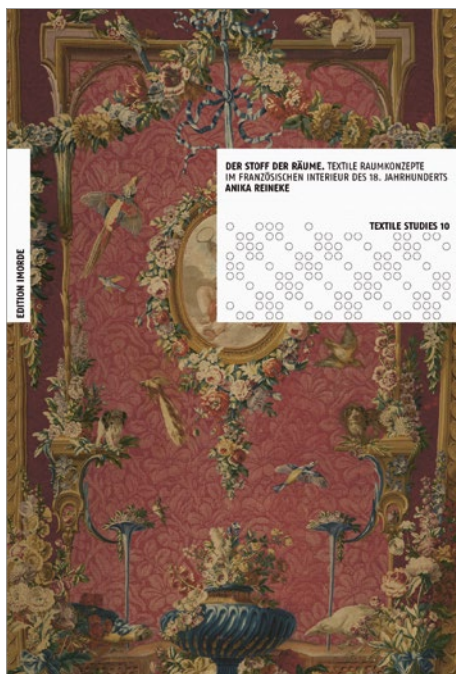 DER STOFF DER RÄUME. TEXTILE RAUMKONZEPTE
IM FRANZÖSISCHEN INTERIEUR DES 18. JAHRHUNDERTS
ANIKA REINEKE
TEXTILE STUDIES 10
EDITION IMORDE